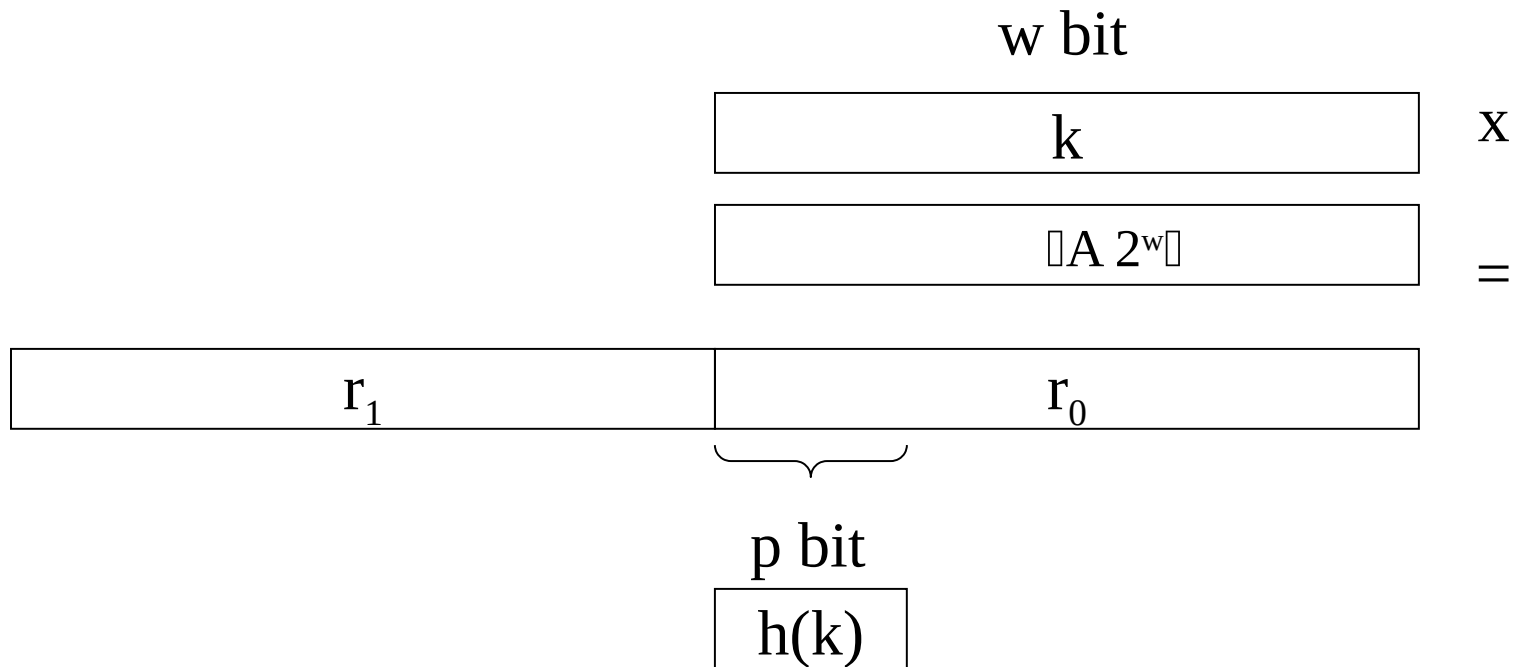 w bit
k
x
▯A 2ʷ▯
=
r₁
r₀
p bit
h(k)